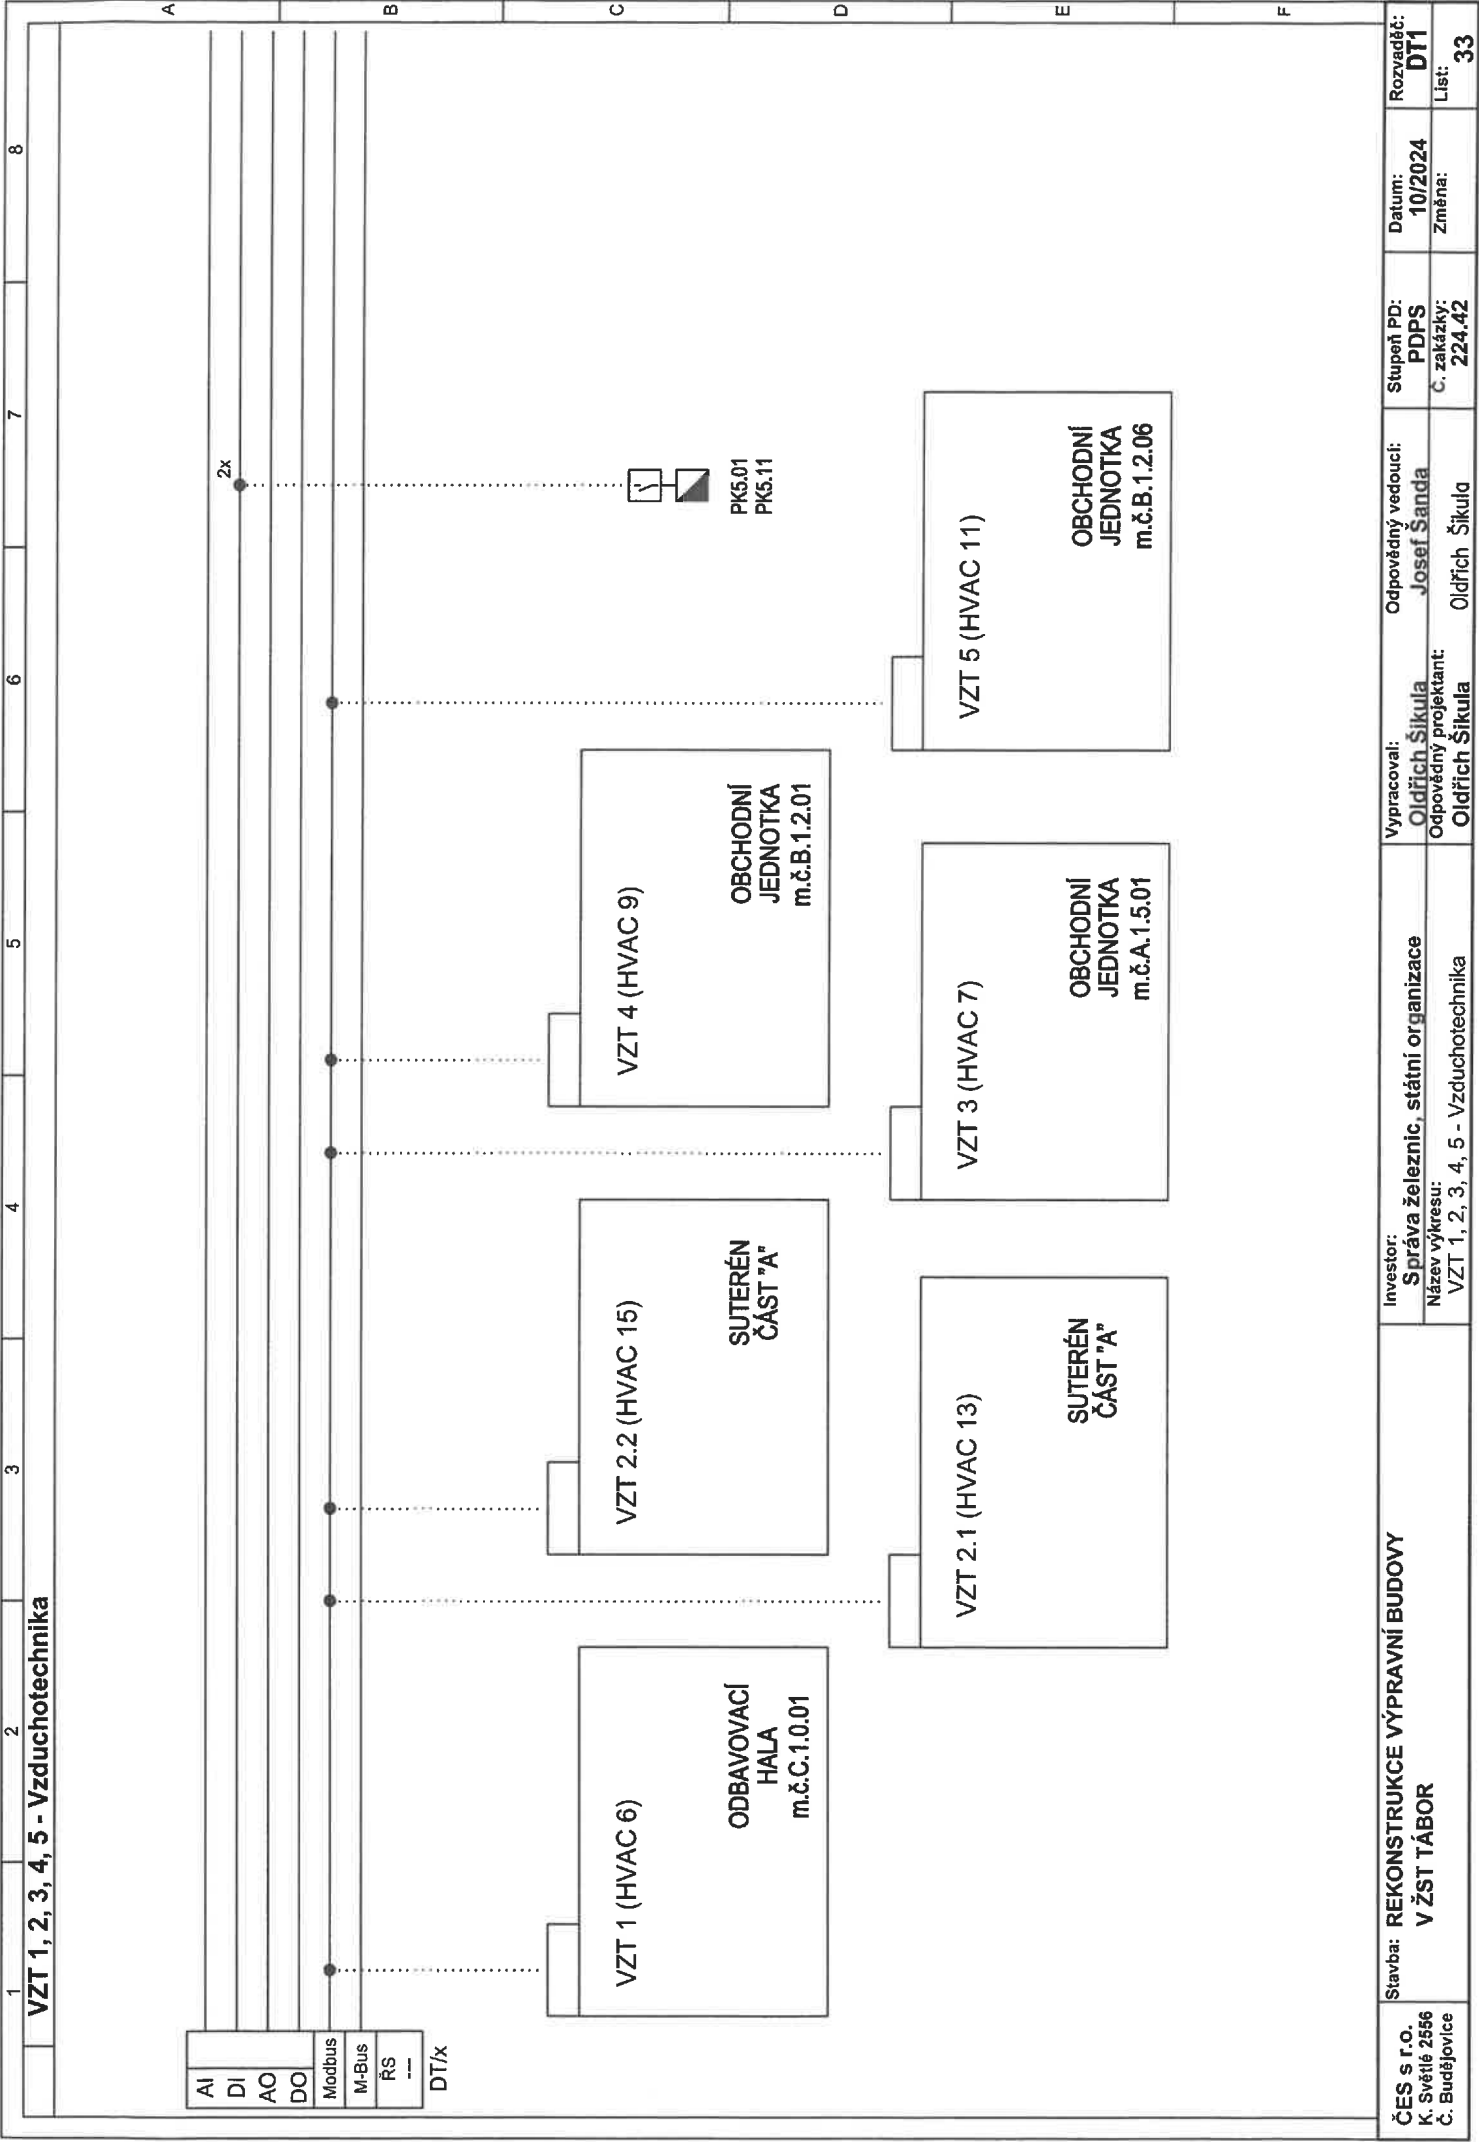 1
2
3
4
5
6
7
8
VZT 1, 2, 3, 4, 5 - Vzduchotechnika
A
B
C
D
E
F
AI
DI
AO
DO
Modbus
M-Bus
ŘS
---
DT/x
2x
PK5.01
PK5.11
VZT 1 (HVAC 6)
ODBAVOVACÍ
HALA
m.č.C.1.0.01
VZT 2.2 (HVAC 15)
SUTERÉN
ČÁST "A"
VZT 4 (HVAC 9)
OBCHODNÍ
JEDNOTKA
m.č.B.1.2.01
VZT 2.1 (HVAC 13)
SUTERÉN
ČÁST "A"
VZT 3 (HVAC 7)
OBCHODNÍ
JEDNOTKA
m.č.A.1.5.01
VZT 5 (HVAC 11)
OBCHODNÍ
JEDNOTKA
m.č.B.1.2.06
ČES s r.o.
K. Světlé 2556
Č. Budějovice
Stavba: REKONSTRUKCE VÝPRAVNÍ BUDOVY
V ŽST TÁBOR
Investor:
Správa železnic, státní organizace
Název výkresu:
VZT 1, 2, 3, 4, 5 - Vzduchotechnika
Vypracoval:
Oldřich Šikula
Odpovědný projektant:
Oldřich Šikula
Odpovědný vedoucí:
Josef Šanda
Oldřich Šikula
Stupeň PD:
PDPS
Č. zakázky:
224.42
Datum:
10/2024
Změna:
Rozvaděč:
DT1
List:
33